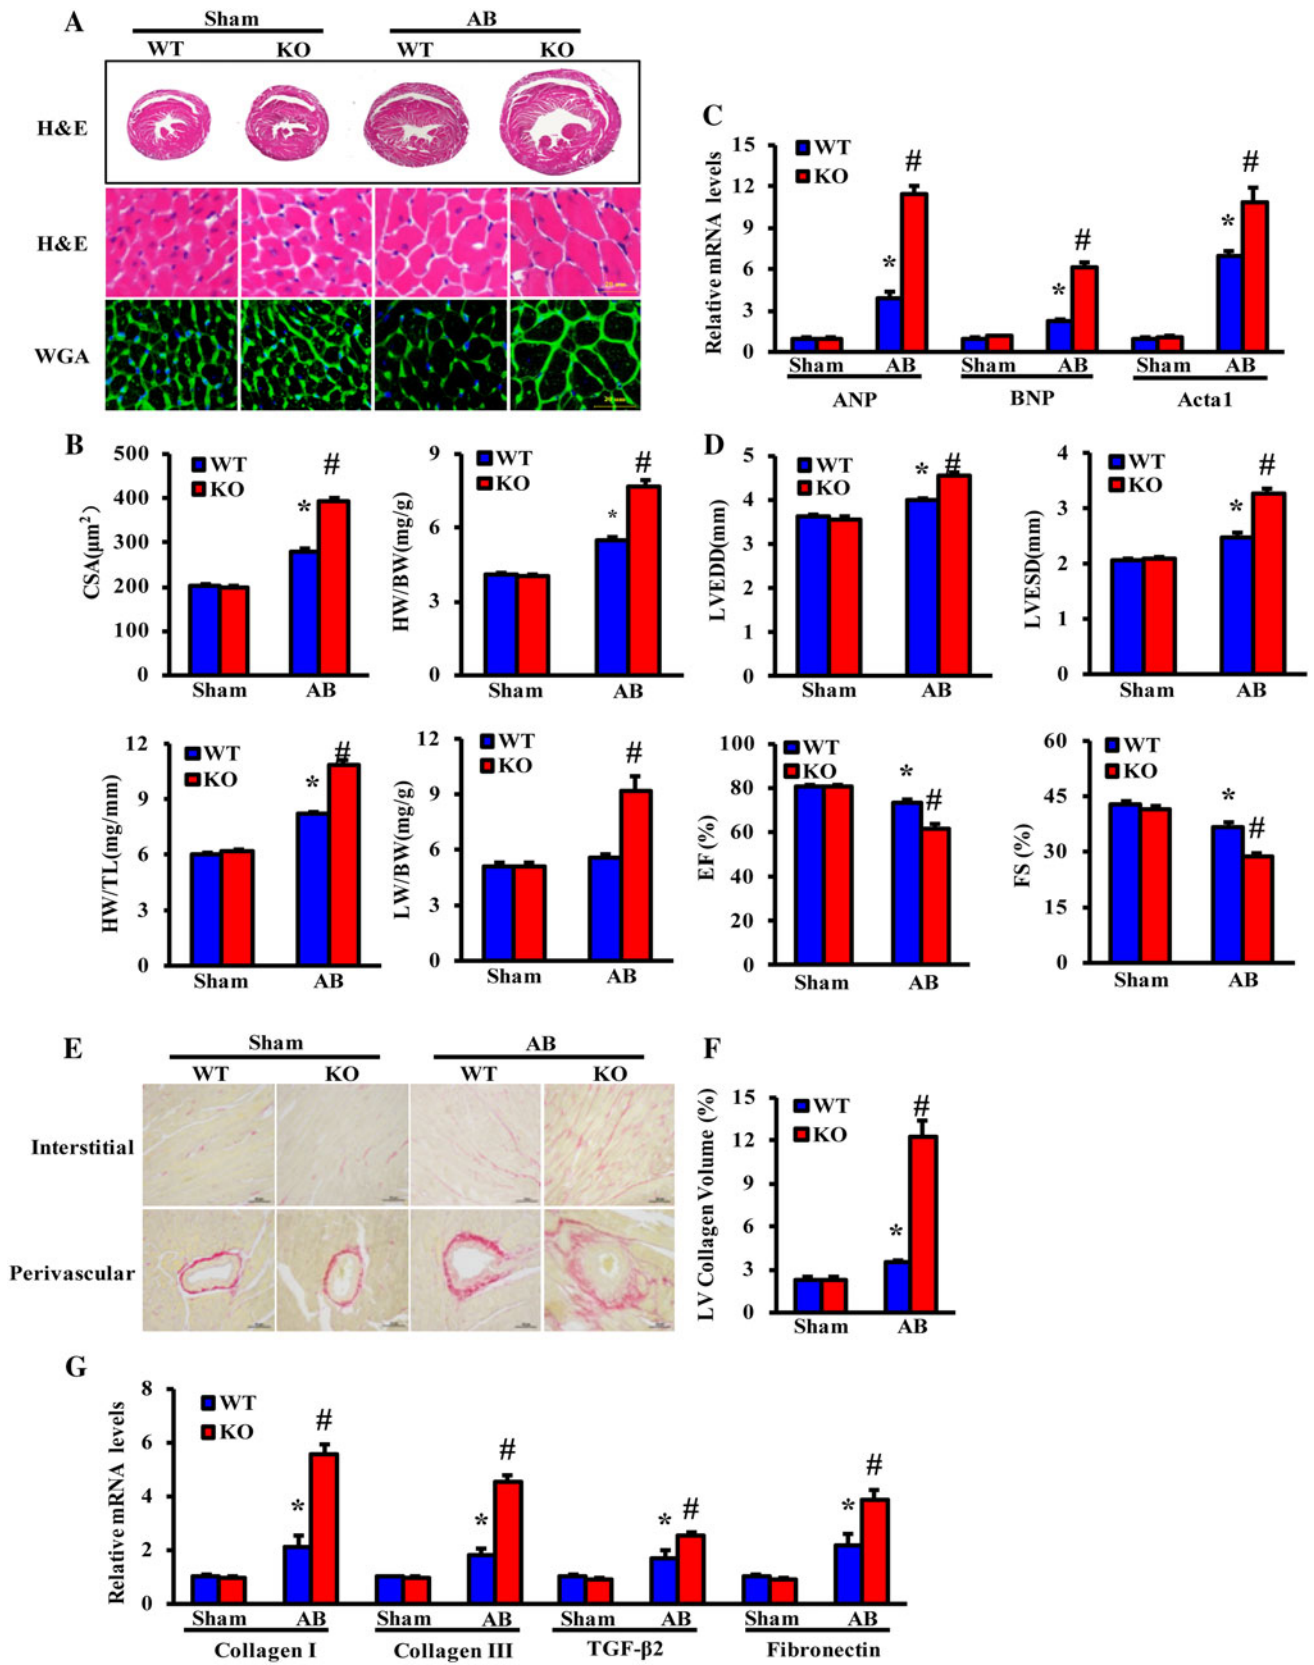 A
Sham AB
WT KO WT KO
H&E
H&E
20 um
WGA
20 um
C
Relative mRNA levels
15
12
9
6
3
0
WT
KO
* # * # * #
Sham AB Sham AB Sham AB
ANP BNP Acta1
B
CSA(μm²)
500
400
300
200
100
0
WT
KO
* #
Sham AB
HW/BW(mg/g)
9
6
3
0
WT
KO
* #
Sham AB
HW/TL(mg/mm)
12
9
6
3
0
WT
KO
* #
Sham AB
LW/BW(mg/g)
12
9
6
3
0
WT
KO
#
Sham AB
D
LVEDD(mm)
5
4
3
2
1
0
WT
KO
* #
Sham AB
LVESD(mm)
4
3
2
1
0
WT
KO
* #
Sham AB
EF (%)
100
80
60
40
20
0
WT
KO
* #
Sham AB
FS (%)
60
45
30
15
0
WT
KO
* #
Sham AB
E
Sham AB
WT KO WT KO
Interstitial
Perivascular
F
LV Collagen Volume (%)
15
12
9
6
3
0
WT
KO
* #
Sham AB
G
Relative mRNA levels
8
6
4
2
0
WT
KO
* # * # * # * #
Sham AB Sham AB Sham AB Sham AB
Collagen I Collagen III TGF-β2 Fibronectin